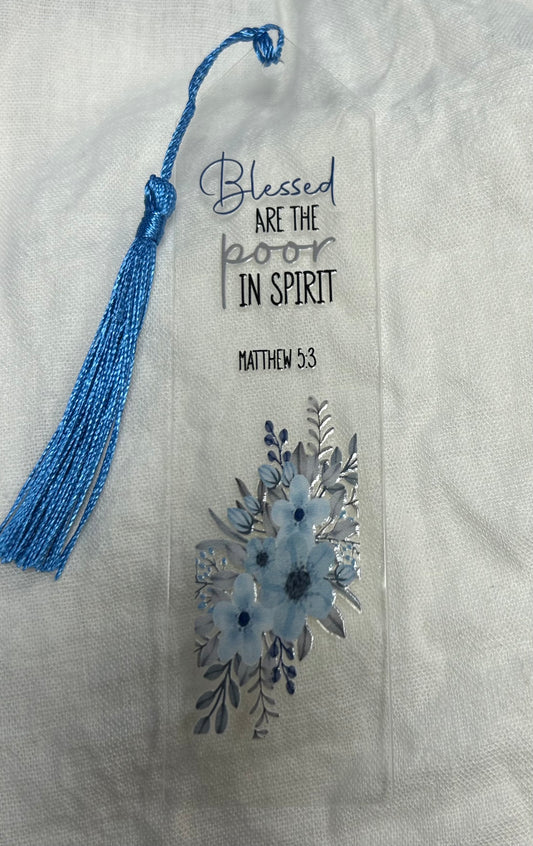 Blessed
ARE THE
poor
IN SPIRIT
MATTHEW 5:3